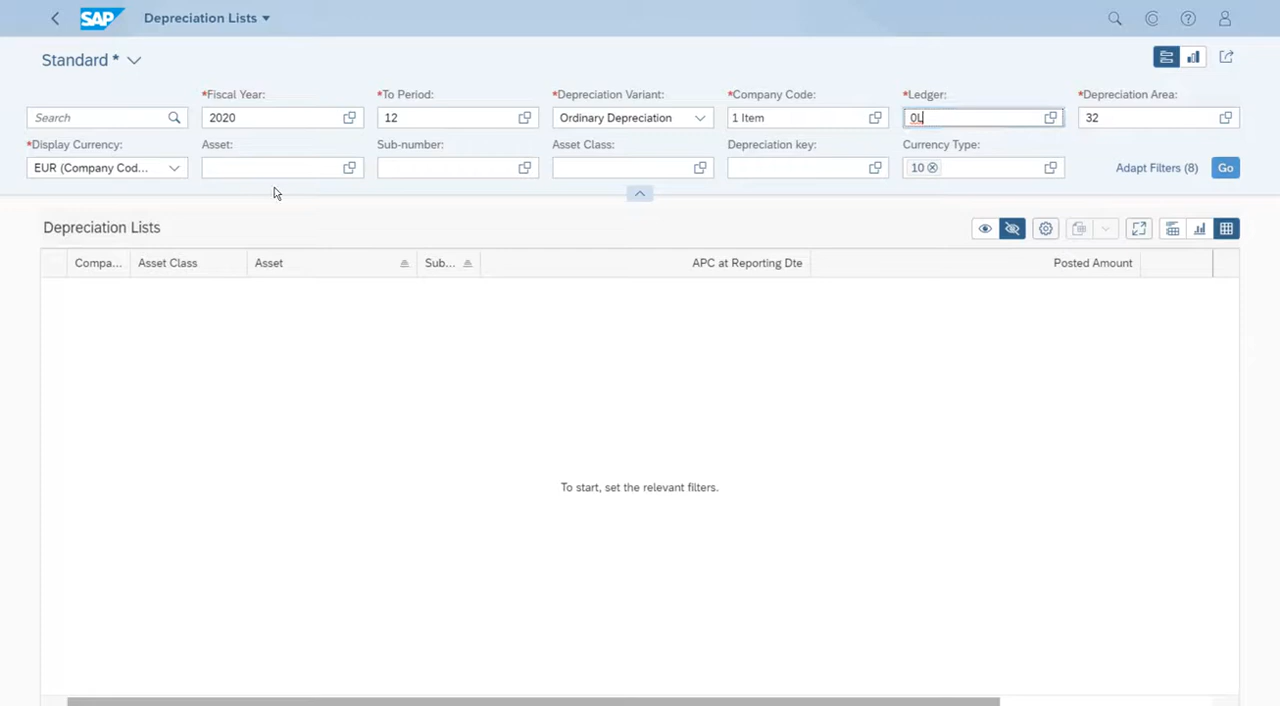 SAP
Depreciation Lists
Standard *
*Fiscal Year:
*To Period:
*Depreciation Variant:
*Company Code:
*Ledger:
*Depreciation Area:
Search
2020
12
Ordinary Depreciation
1 Item
0L
32
*Display Currency:
Asset:
Sub-number:
Asset Class:
Depreciation key:
Currency Type:
EUR (Company Cod...
10
Adapt Filters (8)
Go
Depreciation Lists
Compa...
Asset Class
Asset
Sub...
APC at Reporting Dte
Posted Amount
To start, set the relevant filters.